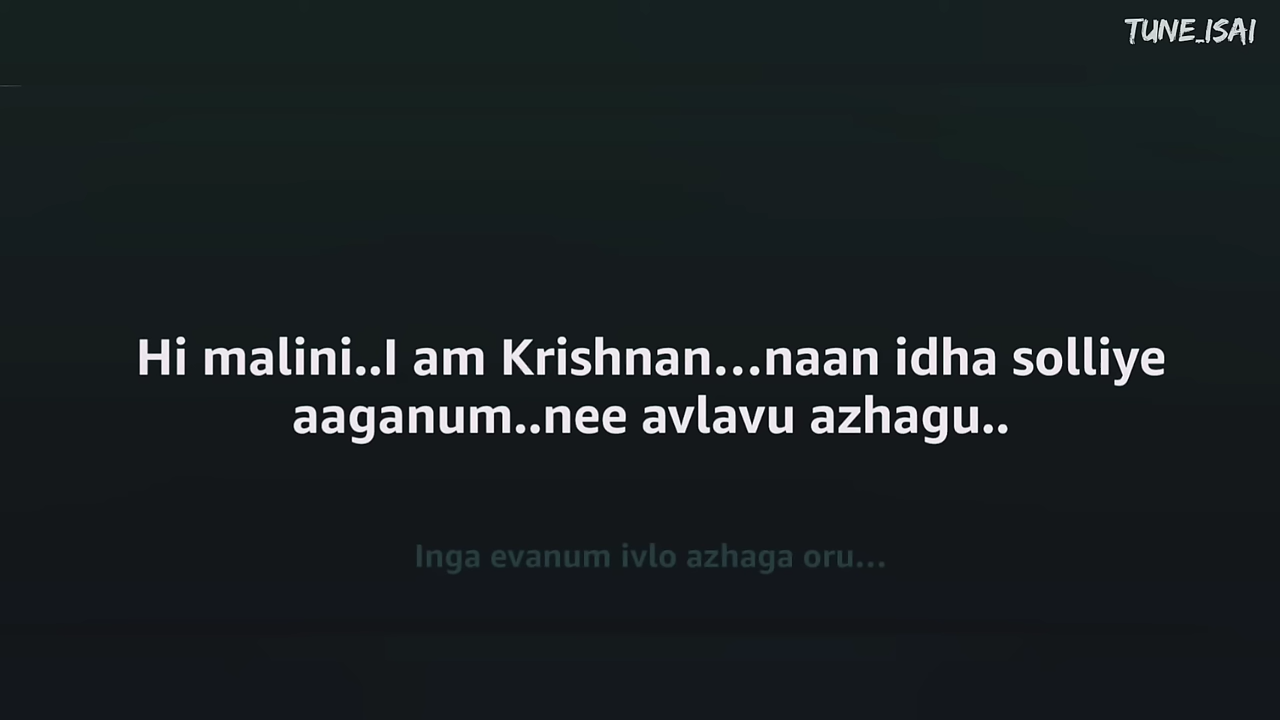 TUNE_ISAI
Hi malini..I am Krishnan...naan idha solliye
aaganum..nee avlavu azhagu..
Inga evanum ivlo azhaga oru...